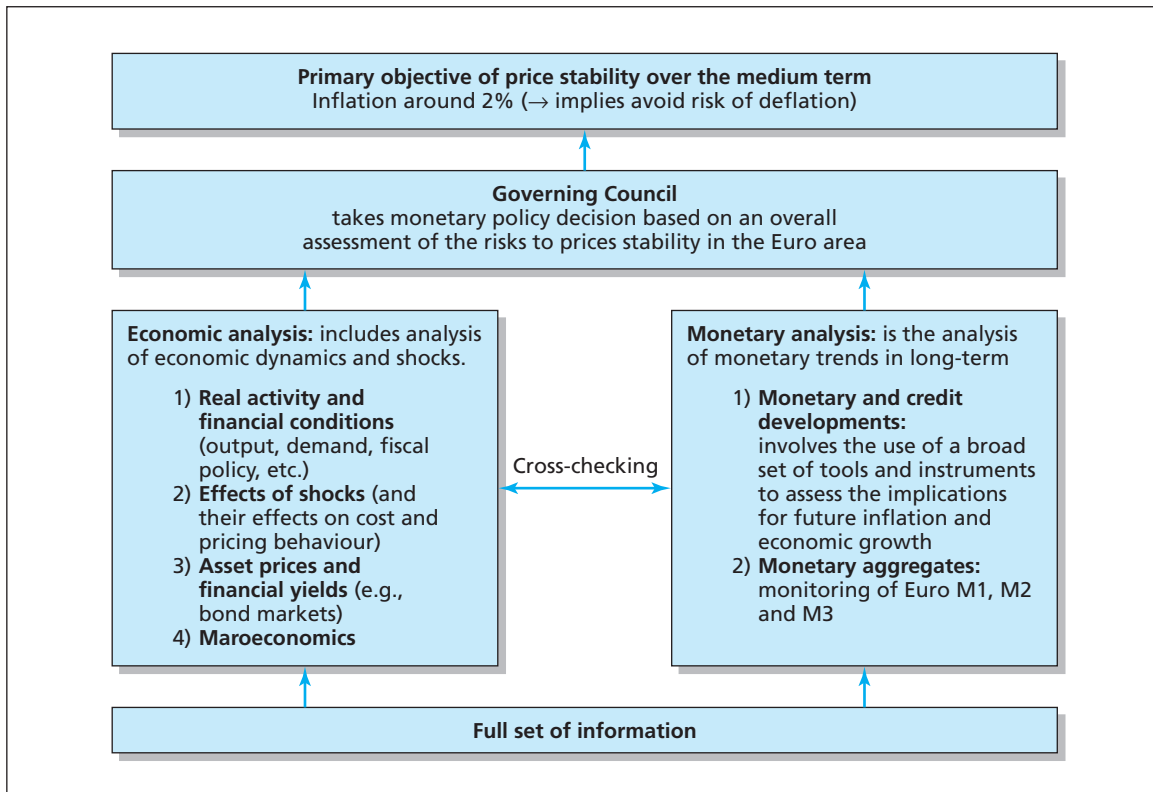 Primary objective of price stability over the medium term
Inflation around 2% (→ implies avoid risk of deflation)
Governing Council
takes monetary policy decision based on an overall
assessment of the risks to prices stability in the Euro area
Economic analysis: includes analysis
of economic dynamics and shocks.
1) Real activity and
financial conditions
(output, demand, fiscal
policy, etc.)
2) Effects of shocks (and
their effects on cost and
pricing behaviour)
3) Asset prices and
financial yields (e.g.,
bond markets)
4) Maroeconomics
Cross-checking
Monetary analysis: is the analysis
of monetary trends in long-term
1) Monetary and credit
developments:
involves the use of a broad
set of tools and instruments
to assess the implications
for future inflation and
economic growth
2) Monetary aggregates:
monitoring of Euro M1, M2
and M3
Full set of information